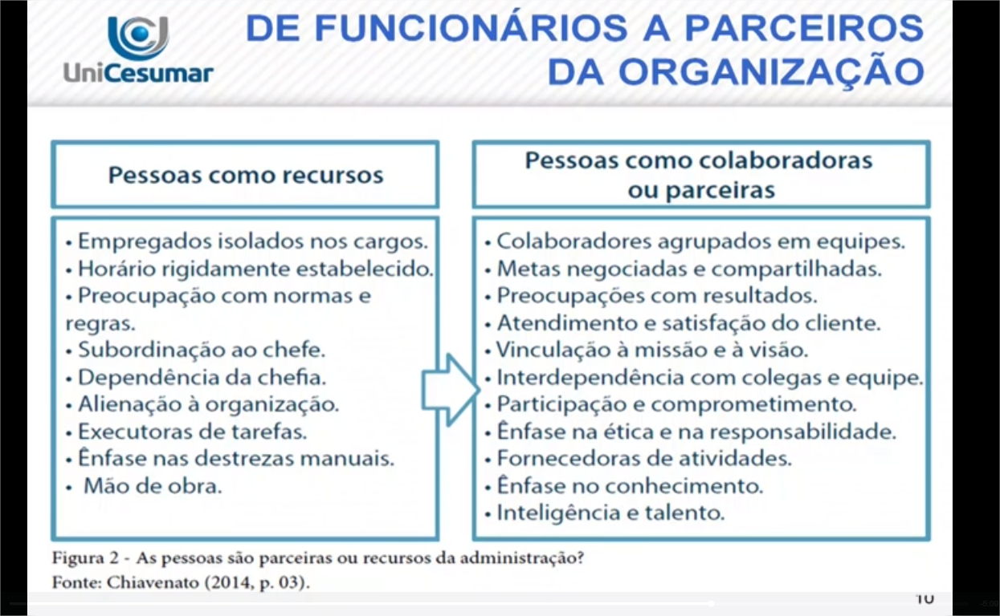 UniCesumar
DE FUNCIONÁRIOS A PARCEIROS
DA ORGANIZAÇÃO
Pessoas como recursos
• Empregados isolados nos cargos.
• Horário rigidamente estabelecido.
• Preocupação com normas e
regras.
• Subordinação ao chefe.
• Dependência da chefia.
• Alienação à organização.
• Executoras de tarefas.
• Ênfase nas destrezas manuais.
• Mão de obra.
Pessoas como colaboradoras
ou parceiras
• Colaboradores agrupados em equipes.
• Metas negociadas e compartilhadas.
• Preocupações com resultados.
• Atendimento e satisfação do cliente.
• Vinculação à missão e à visão.
• Interdependência com colegas e equipe.
• Participação e comprometimento.
• Ênfase na ética e na responsabilidade.
• Fornecedoras de atividades.
• Ênfase no conhecimento.
• Inteligência e talento.
Figura 2 - As pessoas são parceiras ou recursos da administração?
Fonte: Chiavenato (2014, p. 03).
10